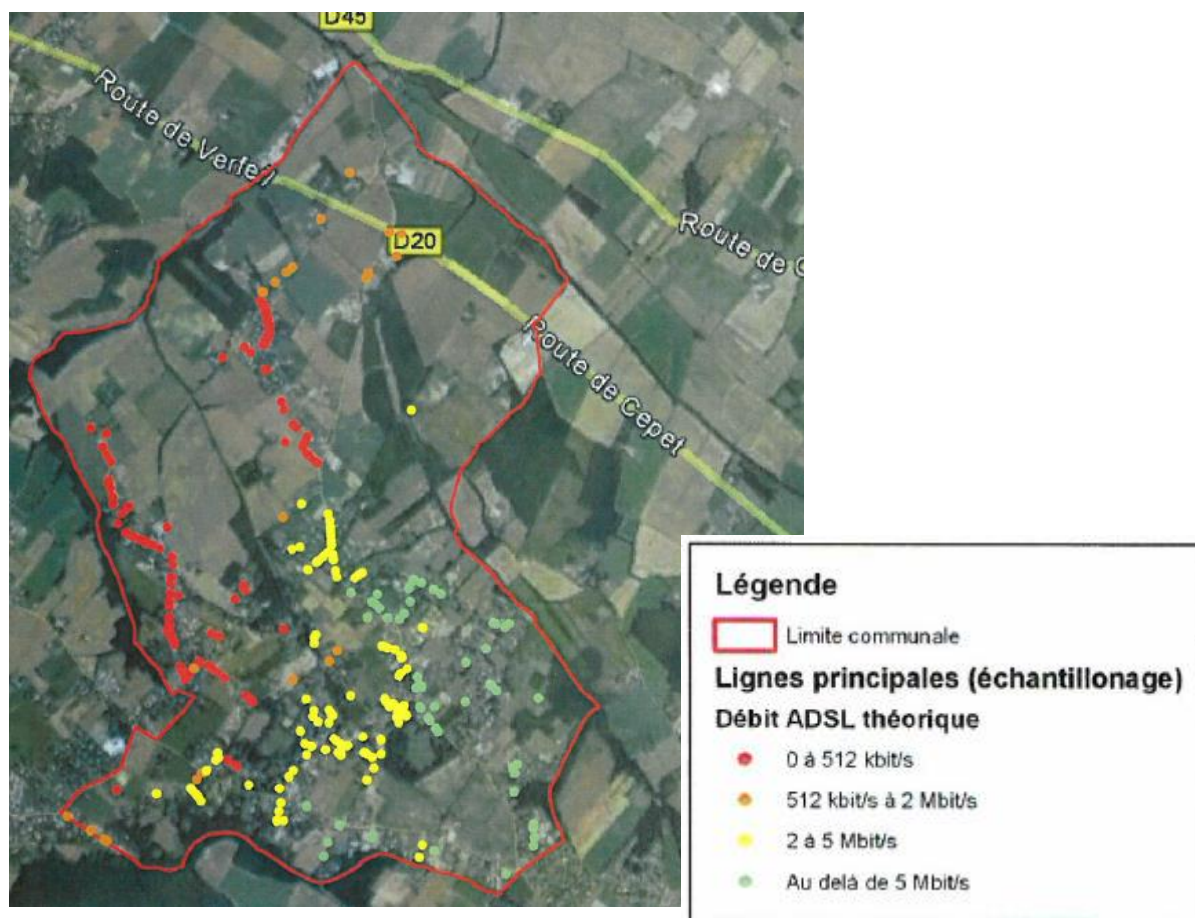 D45
Route de Verfeil
D20
Route de
Route de Cepet
Légende
Limite communale
Lignes principales (échantillonage)
Débit ADSL théorique
0 à 512 kbit/s
512 kbit/s à 2 Mbit/s
2 à 5 Mbit/s
Au delà de 5 Mbit/s